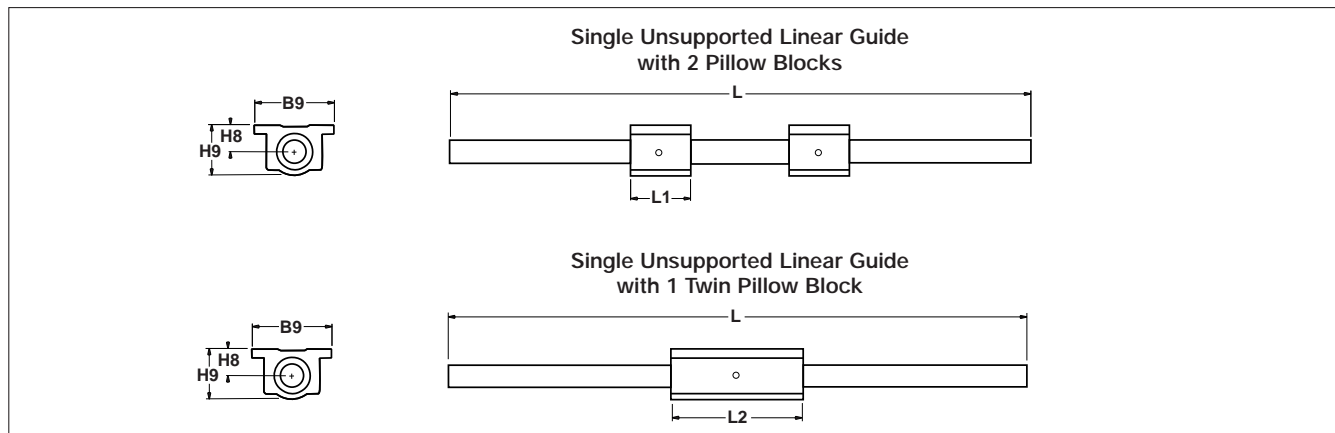 Single Unsupported Linear Guide
with 2 Pillow Blocks
L
B9
H8
H9
L1
Single Unsupported Linear Guide
with 1 Twin Pillow Block
L
B9
H8
H9
L2